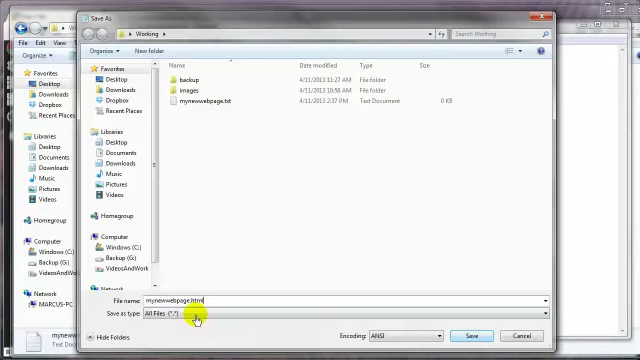 Save As
Working
Search Working
Organize
New folder
File
Edit
View
Favorites
Desktop
Downloads
Dropbox
Recent Places
Libraries
Desktop
Documents
Downloads
Music
Pictures
Videos
Homegroup
Computer
Windows (C:)
Backup (G:)
VideosAndWork
Network
MARCUS-PC
Favorites
Desktop
Downloads
Dropbox
Recent Places
Libraries
Desktop
Documents
Downloads
Music
Pictures
Videos
Homegroup
Computer
Windows (C:)
Backup (G:)
VideosAndWork
Network
Name Date modified Type Size
backup 4/11/2013 11:27 AM File folder
images 4/11/2013 10:58 AM File folder
mynewwebpage.txt 4/11/2013 2:37 PM Text Document 0 KB
File name: mynewwebpage.html
Save as type: All Files (*.*)
Hide Folders
Encoding: ANSI
Save
Cancel